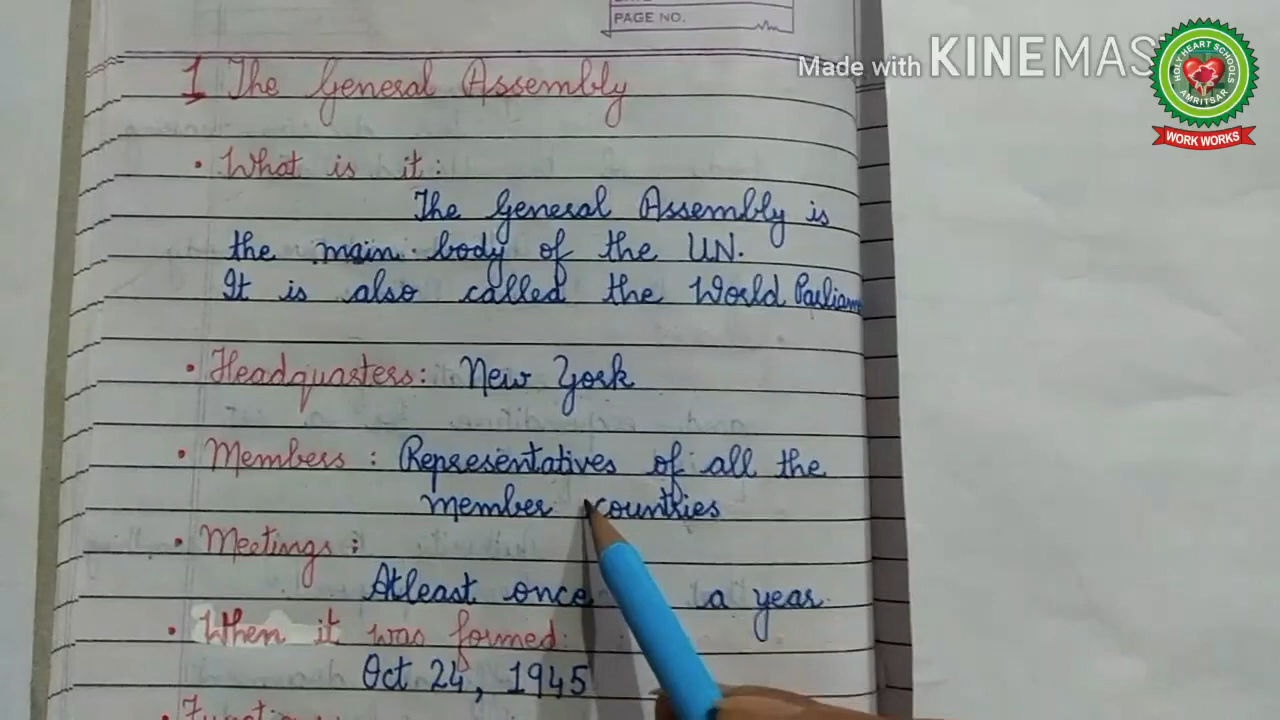 PAGE NO.
Made with KINEMAS
HOLY HEART SCHOOLS
AMRITSAR
WORK WORKS
1 The General Assembly
• What is it:
The General Assembly is
the main body of the UN.
It is also called the World Parliam
• Headquarters: New York
• Members: Representatives of all the
member countries
• Meetings:
Atleast once a year
• When it was formed:
Oct 24, 1945